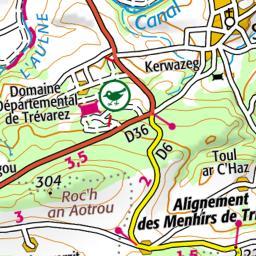 Canal
L'AULNE
Kerwazeg
Domaine
Départemental
de Trévarez
D36
D6
3,5
Toul
ar C'Haz
304
Roc'h
an Aotrou
2
Alignement
des Menhirs de Tr
3
3
1,5